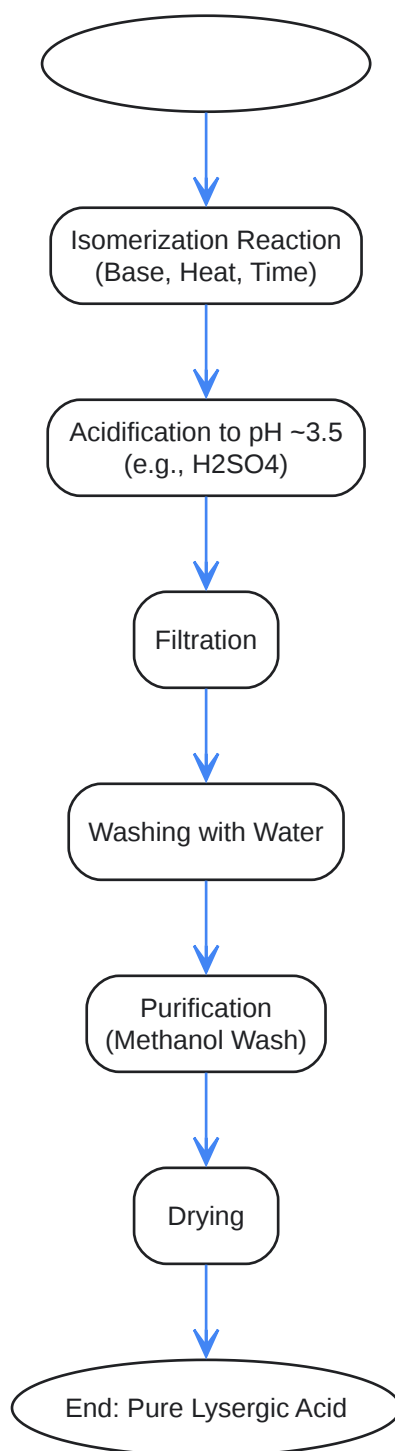 Isomerization Reaction
(Base, Heat, Time)
Acidification to pH ~3.5
(e.g., H2SO4)
Filtration
Washing with Water
Purification
(Methanol Wash)
Drying
End: Pure Lysergic Acid